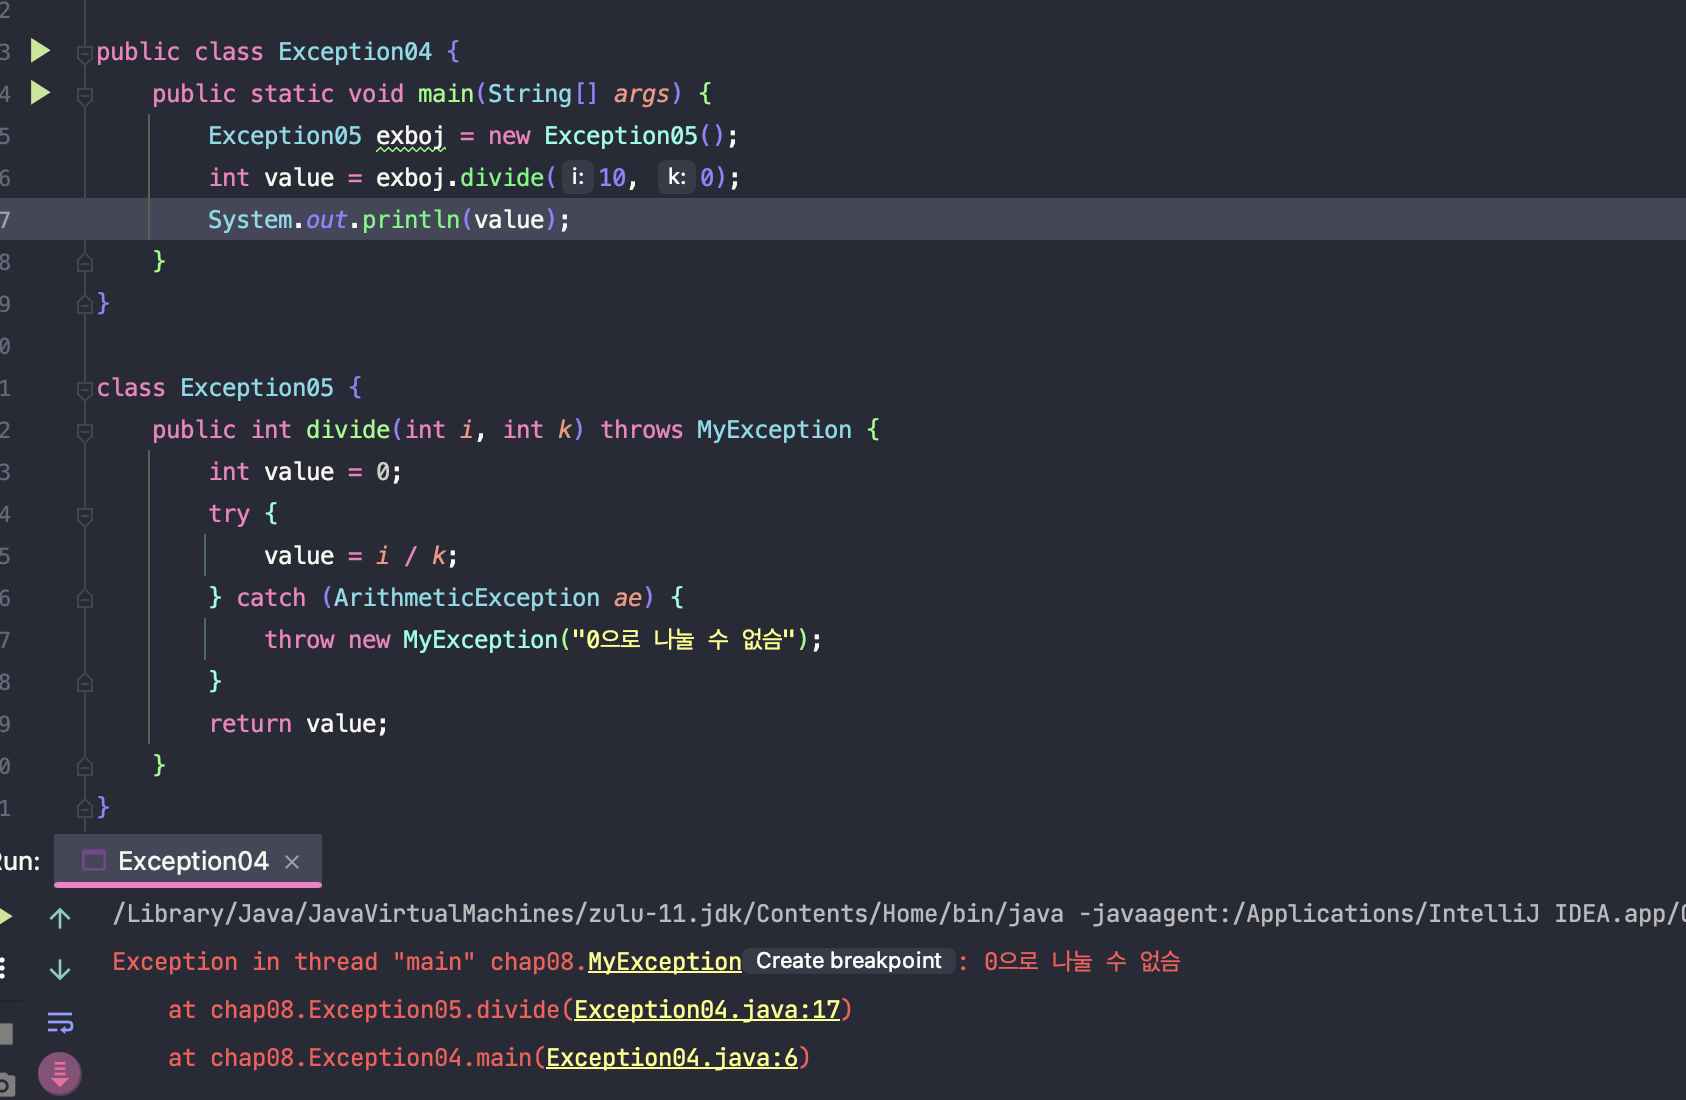 2
3 public class Exception04 {
4 public static void main(String[] args) {
5 Exception05 exboj = new Exception05();
6 int value = exboj.divide( i: 10, k: 0);
7 System.out.println(value);
8 }
9 }
0
1 class Exception05 {
2 public int divide(int i, int k) throws MyException {
3 int value = 0;
4 try {
5 value = i / k;
6 } catch (ArithmeticException ae) {
7 throw new MyException("0으로 나눌 수 없슴");
8 }
9 return value;
0 }
1 }
un: Exception04 ×
/Library/Java/JavaVirtualMachines/zulu-11.jdk/Contents/Home/bin/java -javaagent:/Applications/IntelliJ IDEA.app/
Exception in thread "main" chap08.MyException Create breakpoint : 0으로 나눌 수 없슴
at chap08.Exception05.divide(Exception04.java:17)
at chap08.Exception04.main(Exception04.java:6)